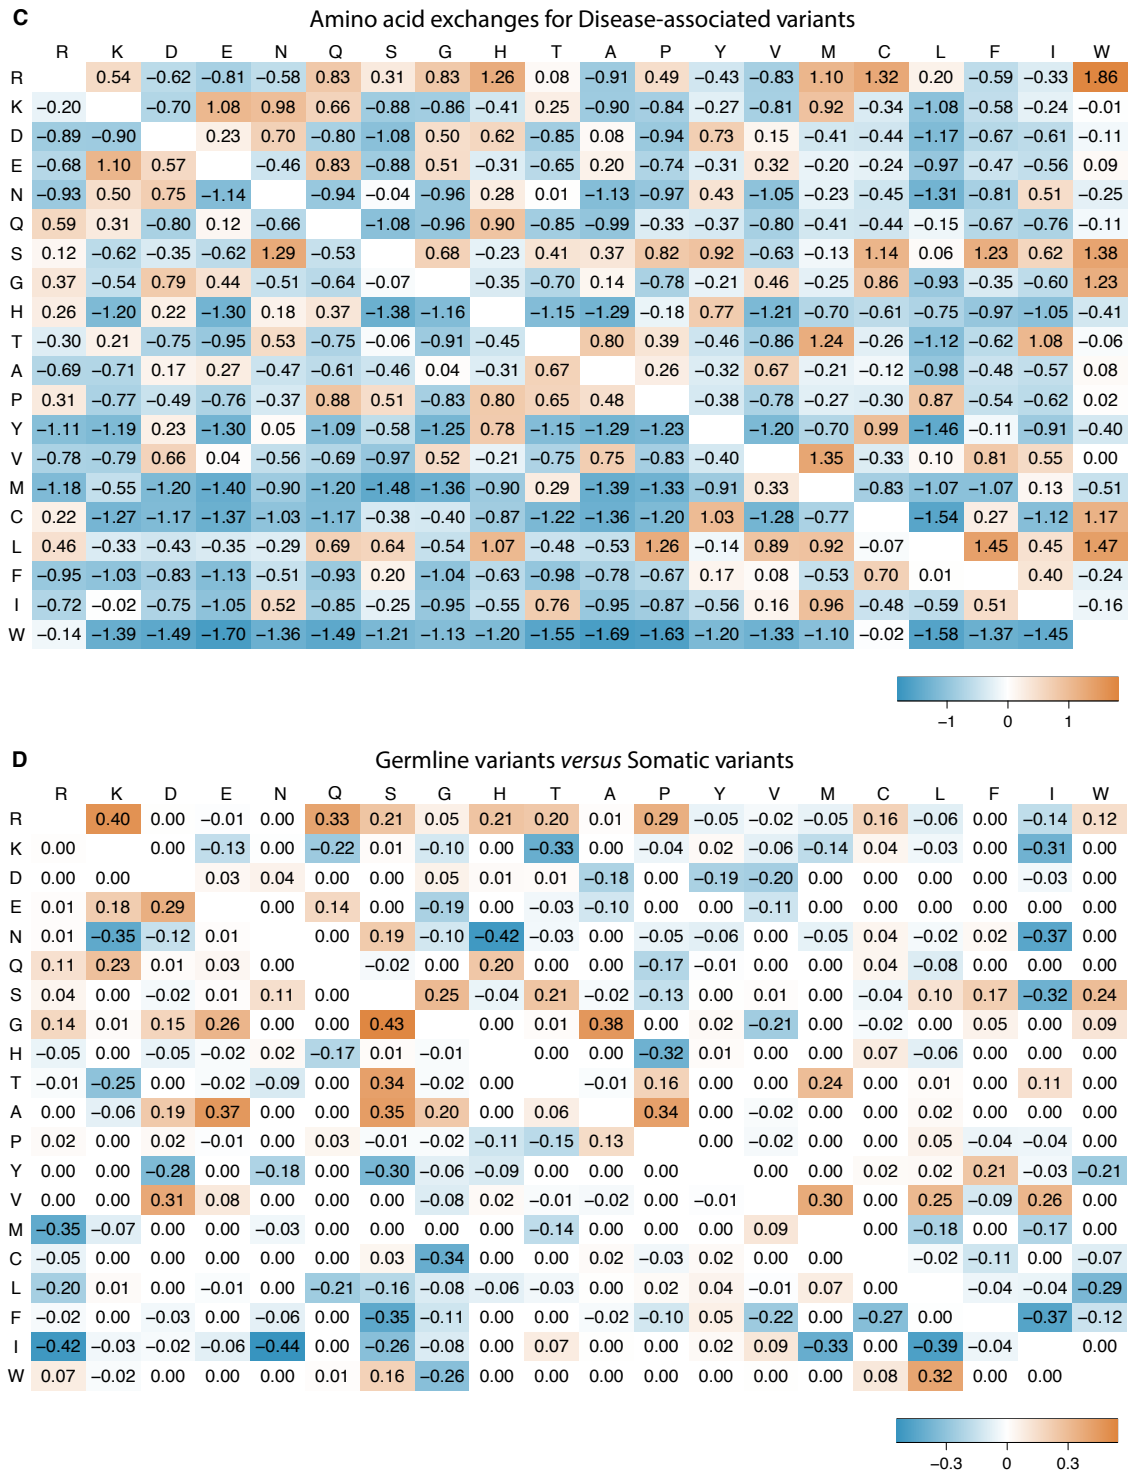 C
Amino acid exchanges for Disease-associated variants
R K D E N Q S G H T A P Y V M C L F I W
R 0.54 −0.62 −0.81 −0.58 0.83 0.31 0.83 1.26 0.08 −0.91 0.49 −0.43 −0.83 1.10 1.32 0.20 −0.59 −0.33 1.86
K −0.20 −0.70 1.08 0.98 0.66 −0.88 −0.86 −0.41 0.25 −0.90 −0.84 −0.27 −0.81 0.92 −0.34 −1.08 −0.58 −0.24 −0.01
D −0.89 −0.90 0.23 0.70 −0.80 −1.08 0.50 0.62 −0.85 0.08 −0.94 0.73 0.15 −0.41 −0.44 −1.17 −0.67 −0.61 −0.11
E −0.68 1.10 0.57 −0.46 0.83 −0.88 0.51 −0.31 −0.65 0.20 −0.74 −0.31 0.32 −0.20 −0.24 −0.97 −0.47 −0.56 0.09
N −0.93 0.50 0.75 −1.14 −0.94 −0.04 −0.96 0.28 0.01 −1.13 −0.97 0.43 −1.05 −0.23 −0.45 −1.31 −0.81 0.51 −0.25
Q 0.59 0.31 −0.80 0.12 −0.66 −1.08 −0.96 0.90 −0.85 −0.99 −0.33 −0.37 −0.80 −0.41 −0.44 −0.15 −0.67 −0.76 −0.11
S 0.12 −0.62 −0.35 −0.62 1.29 −0.53 0.68 −0.23 0.41 0.37 0.82 0.92 −0.63 −0.13 1.14 0.06 1.23 0.62 1.38
G 0.37 −0.54 0.79 0.44 −0.51 −0.64 −0.07 −0.35 −0.70 0.14 −0.78 −0.21 0.46 −0.25 0.86 −0.93 −0.35 −0.60 1.23
H 0.26 −1.20 0.22 −1.30 0.18 0.37 −1.38 −1.16 −1.15 −1.29 −0.18 0.77 −1.21 −0.70 −0.61 −0.75 −0.97 −1.05 −0.41
T −0.30 0.21 −0.75 −0.95 0.53 −0.75 −0.06 −0.91 −0.45 0.80 0.39 −0.46 −0.86 1.24 −0.26 −1.12 −0.62 1.08 −0.06
A −0.69 −0.71 0.17 0.27 −0.47 −0.61 −0.46 0.04 −0.31 0.67 0.26 −0.32 0.67 −0.21 −0.12 −0.98 −0.48 −0.57 0.08
P 0.31 −0.77 −0.49 −0.76 −0.37 0.88 0.51 −0.83 0.80 0.65 0.48 −0.38 −0.78 −0.27 −0.30 0.87 −0.54 −0.62 0.02
Y −1.11 −1.19 0.23 −1.30 0.05 −1.09 −0.58 −1.25 0.78 −1.15 −1.29 −1.23 −1.20 −0.70 0.99 −1.46 −0.11 −0.91 −0.40
V −0.78 −0.79 0.66 0.04 −0.56 −0.69 −0.97 0.52 −0.21 −0.75 0.75 −0.83 −0.40 1.35 −0.33 0.10 0.81 0.55 0.00
M −1.18 −0.55 −1.20 −1.40 −0.90 −1.20 −1.48 −1.36 −0.90 0.29 −1.39 −1.33 −0.91 0.33 −0.83 −1.07 −1.07 0.13 −0.51
C 0.22 −1.27 −1.17 −1.37 −1.03 −1.17 −0.38 −0.40 −0.87 −1.22 −1.36 −1.20 1.03 −1.28 −0.77 −1.54 0.27 −1.12 1.17
L 0.46 −0.33 −0.43 −0.35 −0.29 0.69 0.64 −0.54 1.07 −0.48 −0.53 1.26 −0.14 0.89 0.92 −0.07 1.45 0.45 1.47
F −0.95 −1.03 −0.83 −1.13 −0.51 −0.93 0.20 −1.04 −0.63 −0.98 −0.78 −0.67 0.17 0.08 −0.53 0.70 0.01 0.40 −0.24
I −0.72 −0.02 −0.75 −1.05 0.52 −0.85 −0.25 −0.95 −0.55 0.76 −0.95 −0.87 −0.56 0.16 0.96 −0.48 −0.59 0.51 −0.16
W −0.14 −1.39 −1.49 −1.70 −1.36 −1.49 −1.21 −1.13 −1.20 −1.55 −1.69 −1.63 −1.20 −1.33 −1.10 −0.02 −1.58 −1.37 −1.45
−1 0 1
D
Germline variants versus Somatic variants
R K D E N Q S G H T A P Y V M C L F I W
R 0.40 0.00 −0.01 0.00 0.33 0.21 0.05 0.21 0.20 0.01 0.29 −0.05 −0.02 −0.05 0.16 −0.06 0.00 −0.14 0.12
K 0.00 0.00 −0.13 0.00 −0.22 0.01 −0.10 0.00 −0.33 0.00 −0.04 0.02 −0.06 −0.14 0.04 −0.03 0.00 −0.31 0.00
D 0.00 0.00 0.03 0.04 0.00 0.00 0.05 0.01 0.01 −0.18 0.00 −0.19 −0.20 0.00 0.00 0.00 0.00 −0.03 0.00
E 0.01 0.18 0.29 0.00 0.14 0.00 −0.19 0.00 −0.03 −0.10 0.00 0.00 −0.11 0.00 0.00 0.00 0.00 0.00 0.00
N 0.01 −0.35 −0.12 0.01 0.00 0.19 −0.10 −0.42 −0.03 0.00 −0.05 −0.06 0.00 −0.05 0.04 −0.02 0.02 −0.37 0.00
Q 0.11 0.23 0.01 0.03 0.00 −0.02 0.00 0.20 0.00 0.00 −0.17 −0.01 0.00 0.00 0.04 −0.08 0.00 0.00 0.00
S 0.04 0.00 −0.02 0.01 0.11 0.00 0.25 −0.04 0.21 −0.02 −0.13 0.00 0.01 0.00 −0.04 0.10 0.17 −0.32 0.24
G 0.14 0.01 0.15 0.26 0.00 0.00 0.43 0.00 0.01 0.38 0.00 0.02 −0.21 0.00 −0.02 0.00 0.05 0.00 0.09
H −0.05 0.00 −0.05 −0.02 0.02 −0.17 0.01 −0.01 0.00 0.00 −0.32 0.01 0.00 0.00 0.07 −0.06 0.00 0.00 0.00
T −0.01 −0.25 0.00 −0.02 −0.09 0.00 0.34 −0.02 0.00 −0.01 0.16 0.00 0.00 0.24 0.00 0.01 0.00 0.11 0.00
A 0.00 −0.06 0.19 0.37 0.00 0.00 0.35 0.20 0.00 0.06 0.34 0.00 −0.02 0.00 0.00 0.02 0.00 0.00 0.00
P 0.02 0.00 0.02 −0.01 0.00 0.03 −0.01 −0.02 −0.11 −0.15 0.13 0.00 −0.02 0.00 0.00 0.05 −0.04 −0.04 0.00
Y 0.00 0.00 −0.28 0.00 −0.18 0.00 −0.30 −0.06 −0.09 0.00 0.00 0.00 0.00 0.00 0.02 0.02 0.21 −0.03 −0.21
V 0.00 0.00 0.31 0.08 0.00 0.00 0.00 −0.08 0.02 −0.01 −0.02 0.00 −0.01 0.30 0.00 0.25 −0.09 0.26 0.00
M −0.35 −0.07 0.00 0.00 −0.03 0.00 0.00 0.00 0.00 −0.14 0.00 0.00 0.00 0.09 0.00 −0.18 0.00 −0.17 0.00
C −0.05 0.00 0.00 0.00 0.00 0.00 0.03 −0.34 0.00 0.00 0.02 −0.03 0.02 0.00 0.00 −0.02 −0.11 0.00 −0.07
L −0.20 0.01 0.00 −0.01 0.00 −0.21 −0.16 −0.08 −0.06 −0.03 0.00 0.02 0.04 −0.01 0.07 0.00 −0.04 −0.04 −0.29
F −0.02 0.00 −0.03 0.00 −0.06 0.00 −0.35 −0.11 0.00 0.00 −0.02 −0.10 0.05 −0.22 0.00 −0.27 0.00 −0.37 −0.12
I −0.42 −0.03 −0.02 −0.06 −0.44 0.00 −0.26 −0.08 0.00 0.07 0.00 0.00 0.02 0.09 −0.33 0.00 −0.39 −0.04 0.00
W 0.07 −0.02 0.00 0.00 0.00 0.01 0.16 −0.26 0.00 0.00 0.00 0.00 0.00 0.00 0.00 0.08 0.32 0.00 0.00
−0.3 0 0.3